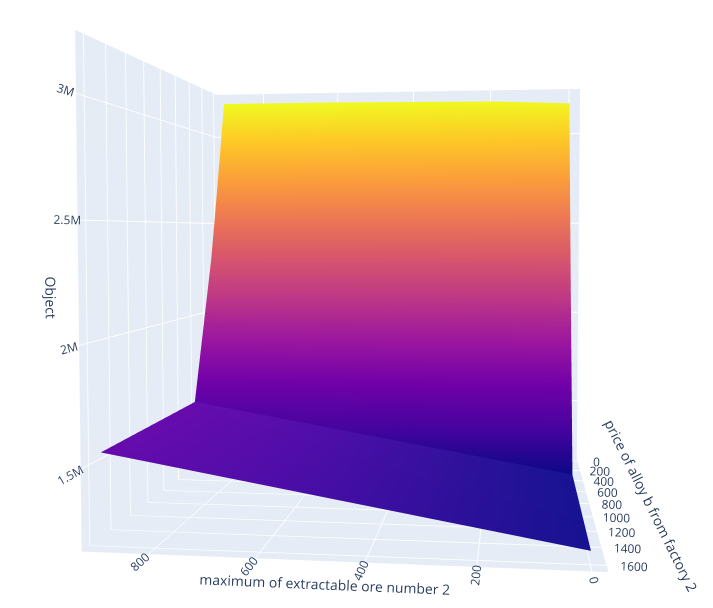 3M
2.5M
2M
1.5M
Object
800
600
400
200
0
maximum of extractable ore number 2
0
200
400
600
800
1000
1200
1400
1600
price of alloy b from factory 2